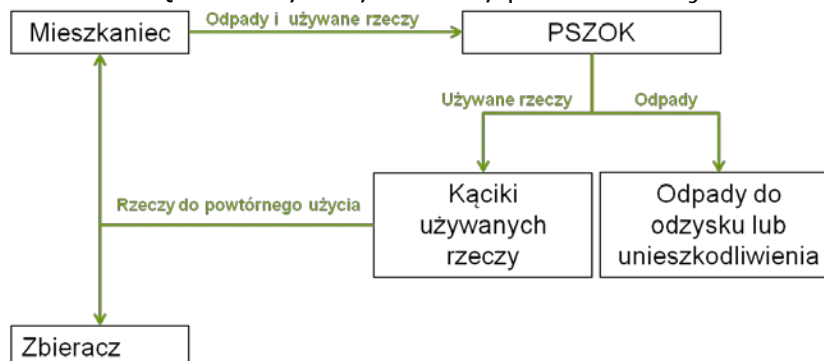 Mieszkaniec
Odpady i używane rzeczy
PSZOK
Używane rzeczy
Odpady
Rzeczy do powtórnego użycia
Kąciki
używanych
rzeczy
Odpady do
odzysku lub
unieszkodliwienia
Zbieracz